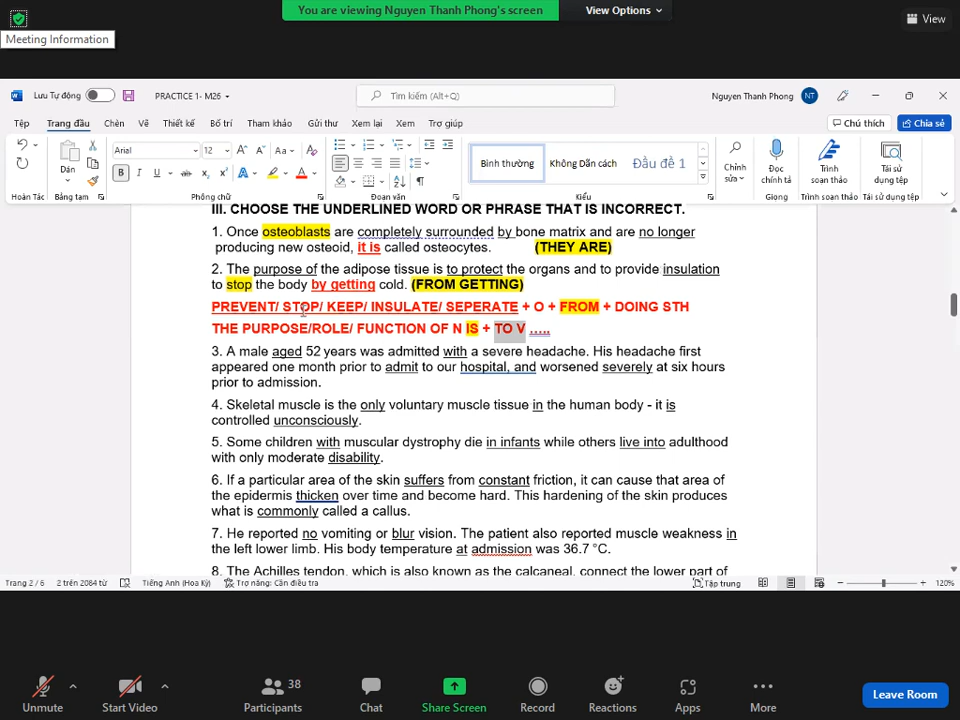 You are viewing Nguyen Thanh Phong's screen
View Options
View
Meeting Information
Lưu Tự động
PRACTICE 1- M26
Tìm kiếm (Alt+Q)
Nguyen Thanh Phong
NT
Tệp
Trang đầu
Chèn
Vẽ
Thiết kế
Bố trí
Tham khảo
Gửi thư
Xem lại
Xem
Trợ giúp
Chú thích
Chia sẻ
Dán
Arial
12
Bình thường
Không Dãn cách
Đầu đề 1
Chỉnh sửa
Đọc chính tả
Trình soạn thảo
Tái sử dụng tệp
Hoàn Tác
Bảng tạm
Phông chữ
Đoạn văn
Kiểu
Giọng
Trình soạn thảo
Tái sử dụng tệp
III. CHOOSE THE UNDERLINED WORD OR PHRASE THAT IS INCORRECT.
1. Once osteoblasts are completely surrounded by bone matrix and are no longer
producing new osteoid, it is called osteocytes. (THEY ARE)
2. The purpose of the adipose tissue is to protect the organs and to provide insulation
to stop the body by getting cold. (FROM GETTING)
PREVENT/ STOP/ KEEP/ INSULATE/ SEPERATE + O + FROM + DOING STH
THE PURPOSE/ROLE/ FUNCTION OF N IS + TO V …..
3. A male aged 52 years was admitted with a severe headache. His headache first
appeared one month prior to admit to our hospital, and worsened severely at six hours
prior to admission.
4. Skeletal muscle is the only voluntary muscle tissue in the human body - it is
controlled unconsciously.
5. Some children with muscular dystrophy die in infants while others live into adulthood
with only moderate disability.
6. If a particular area of the skin suffers from constant friction, it can cause that area of
the epidermis thicken over time and become hard. This hardening of the skin produces
what is commonly called a callus.
7. He reported no vomiting or blur vision. The patient also reported muscle weakness in
the left lower limb. His body temperature at admission was 36.7 °C.
8. The Achilles tendon, which is also known as the calcaneal, connect the lower part of
Trang 2 / 6
2 trên 2084 từ
Tiếng Anh (Hoa Kỳ)
Trợ năng: Cần điều tra
Tập trung
120%
Unmute
Start Video
38
Participants
Chat
Share Screen
Record
Reactions
Apps
More
Leave Room